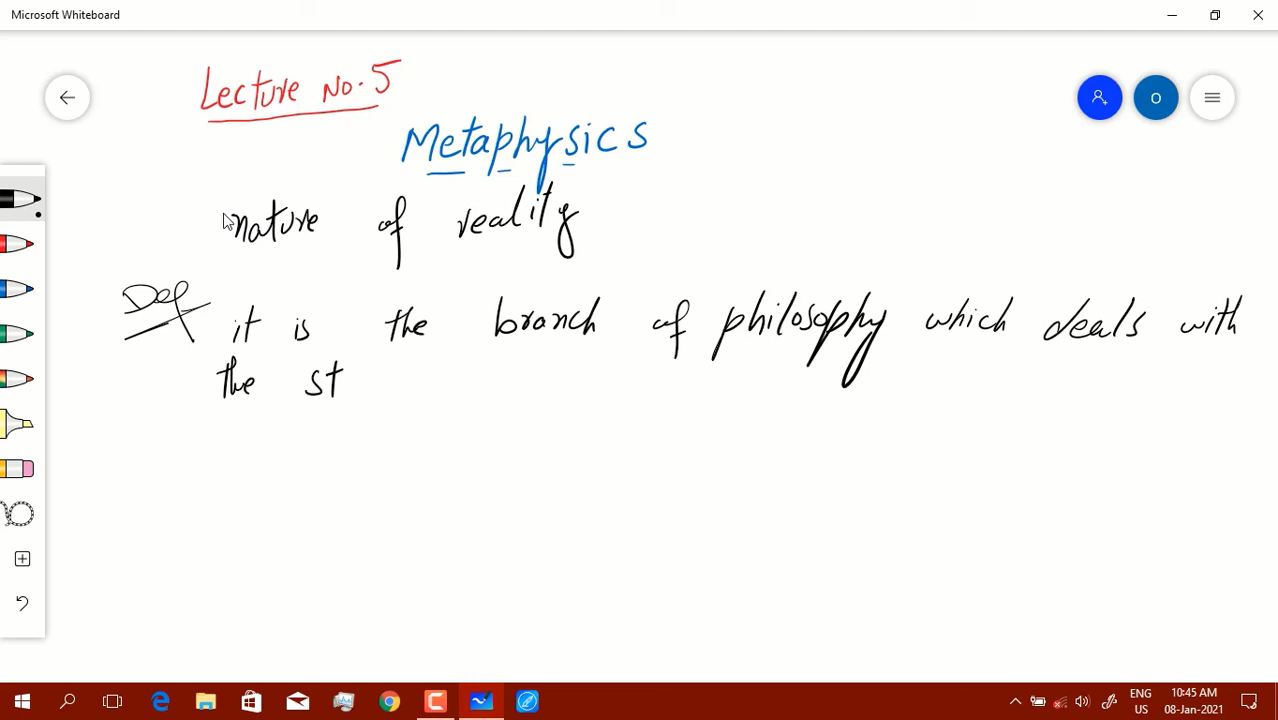 Microsoft Whiteboard
Lecture No. 5
Metaphysics
nature of reality
Def it is the branch of philosophy which deals with
the st
O
ENG
US
10:45 AM
08-Jan-2021